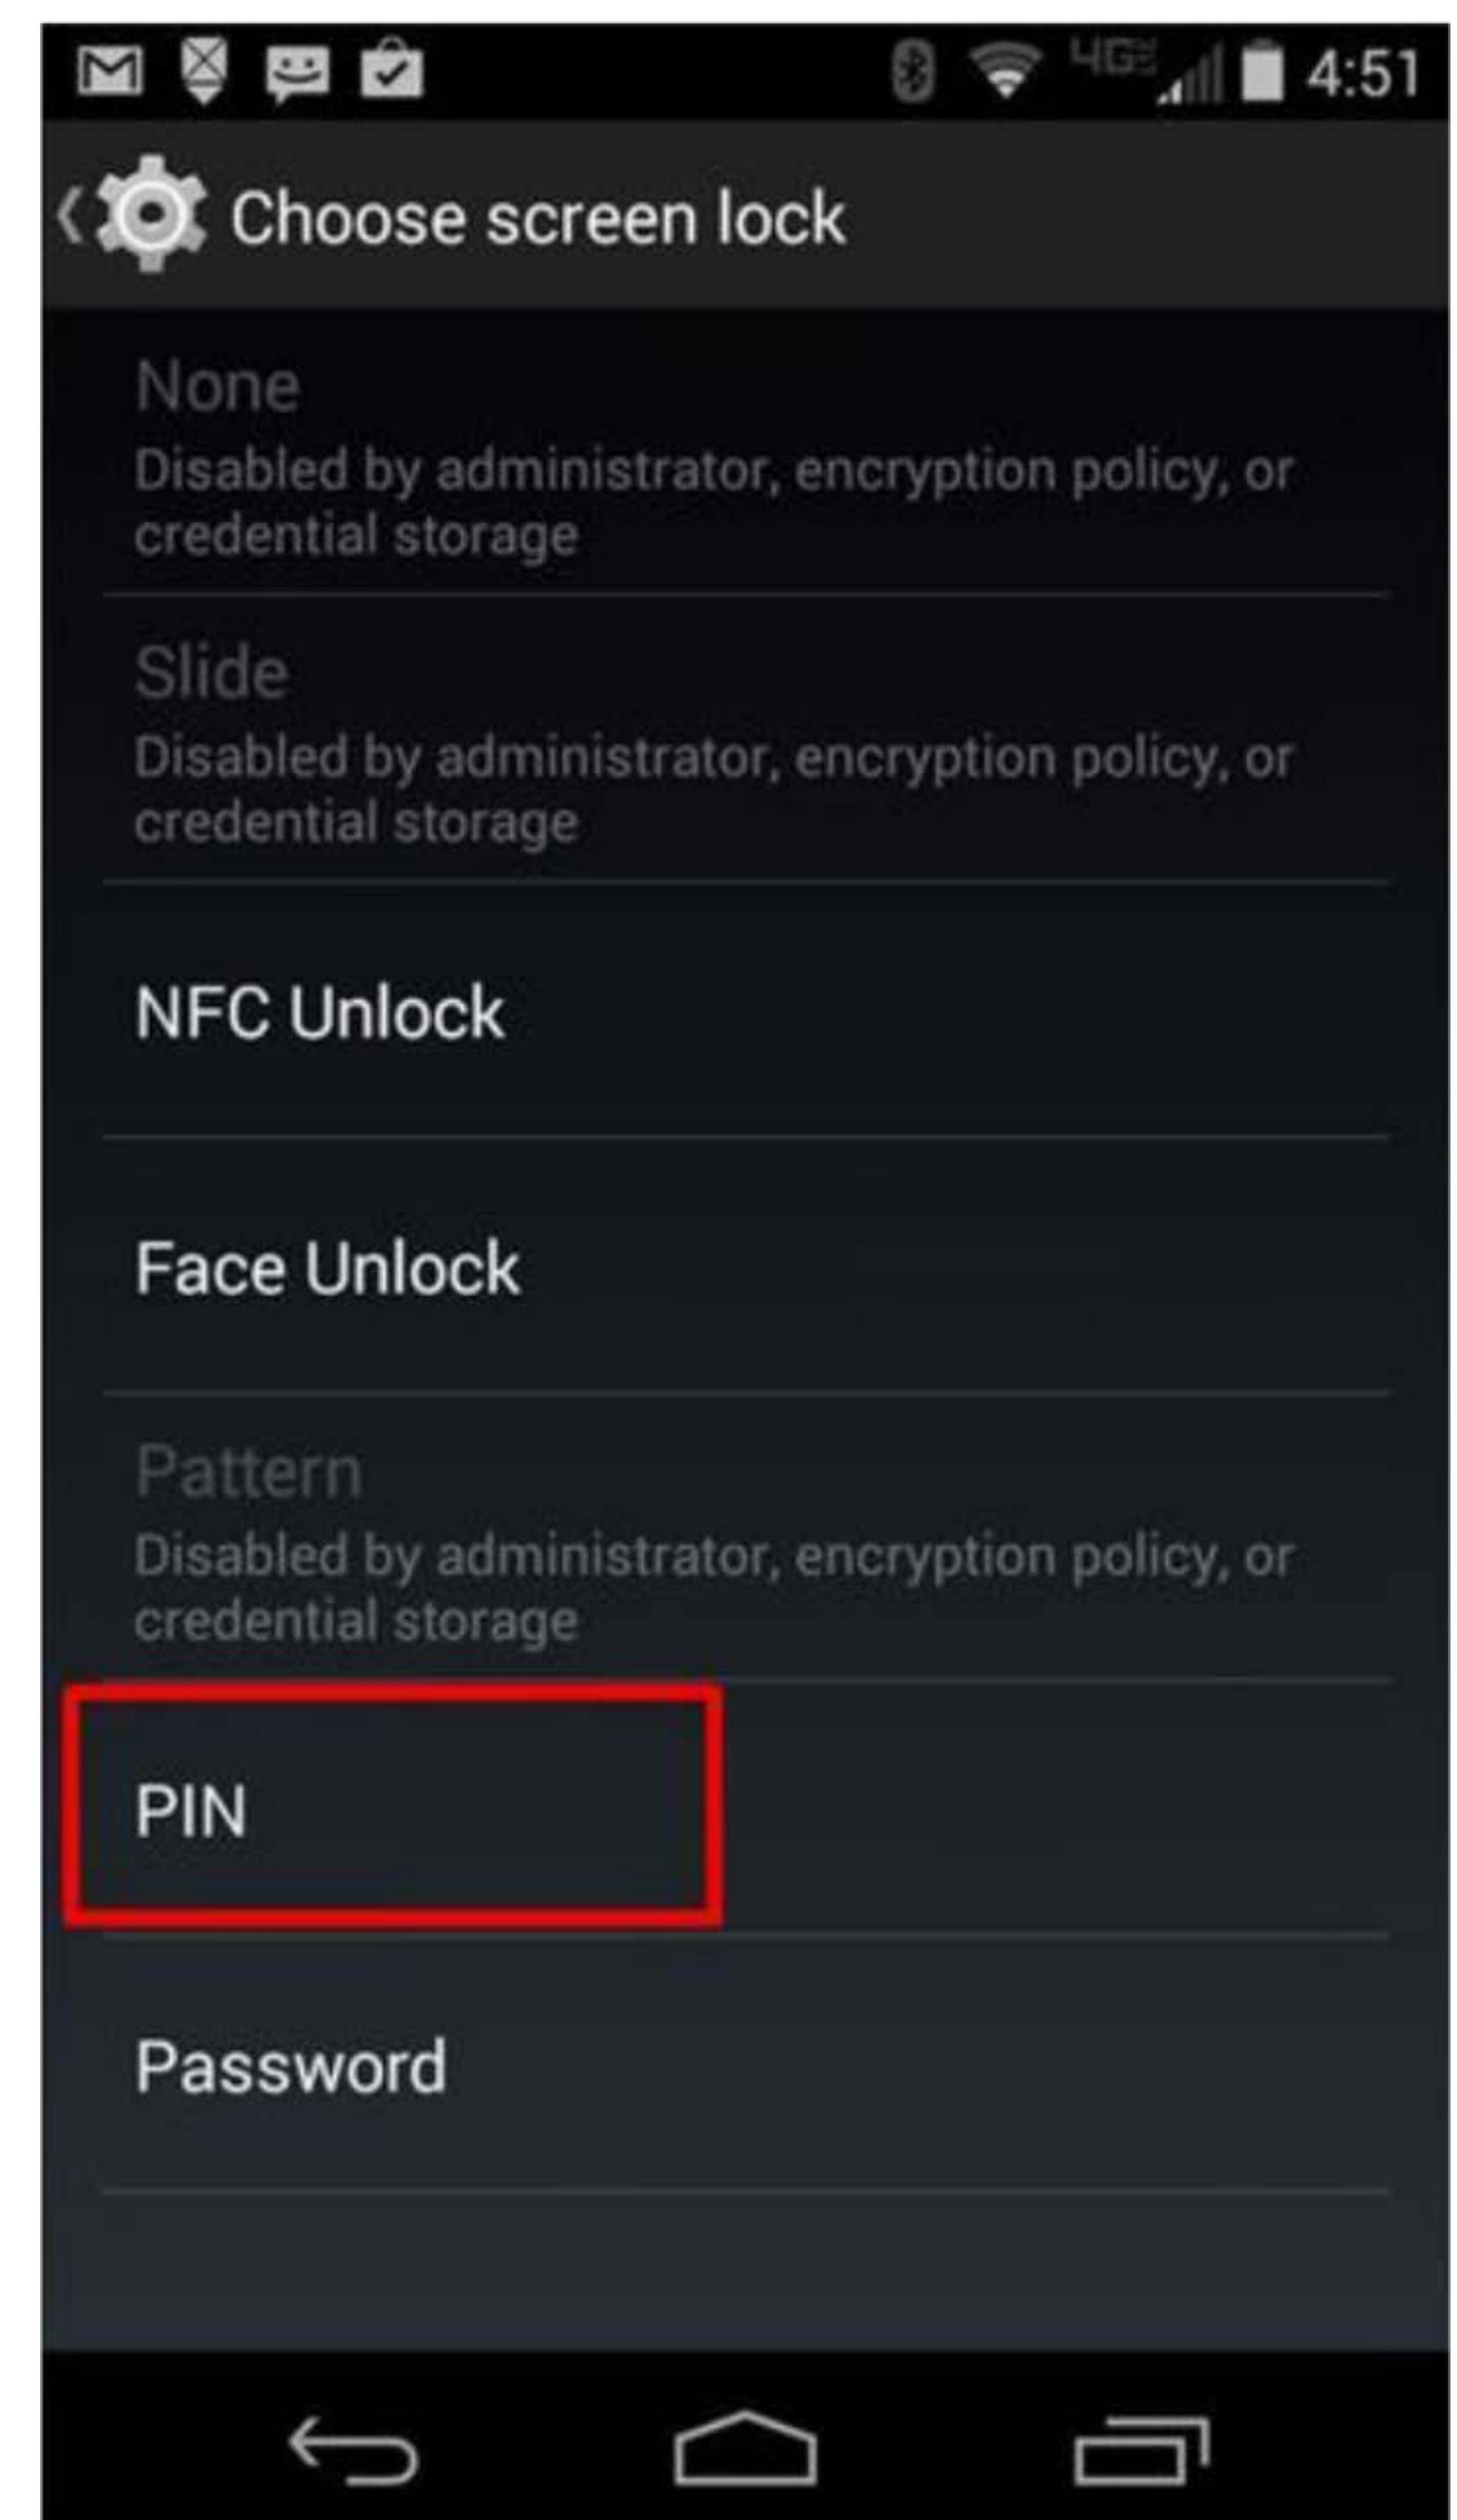 4G 4:51
Choose screen lock
None
Disabled by administrator, encryption policy, or
credential storage
Slide
Disabled by administrator, encryption policy, or
credential storage
NFC Unlock
Face Unlock
Pattern
Disabled by administrator, encryption policy, or
credential storage
PIN
Password